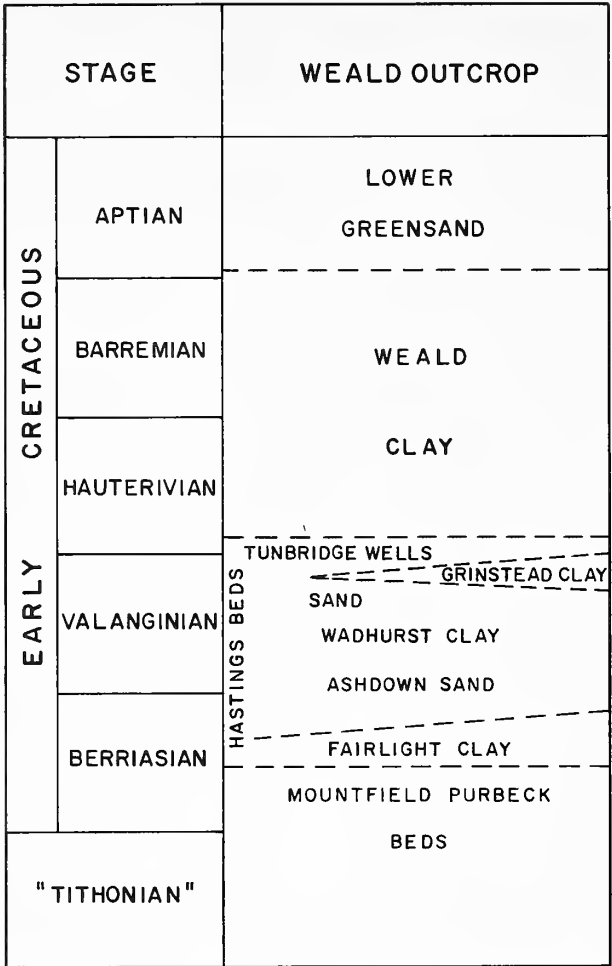 STAGE
WEALD OUTCROP
EARLY CRETACEOUS
APTIAN
LOWER
GREENSAND
BARREMIAN
WEALD
CLAY
HAUTERIVIAN
VALANGINIAN
HASTINGS BEDS
TUNBRIDGE WELLS
GRINSTEAD CLAY
SAND
WADHURST CLAY
ASHDOWN SAND
BERRIASIAN
FAIRLIGHT CLAY
MOUNTFIELD PURBECK
BEDS
"TITHONIAN"